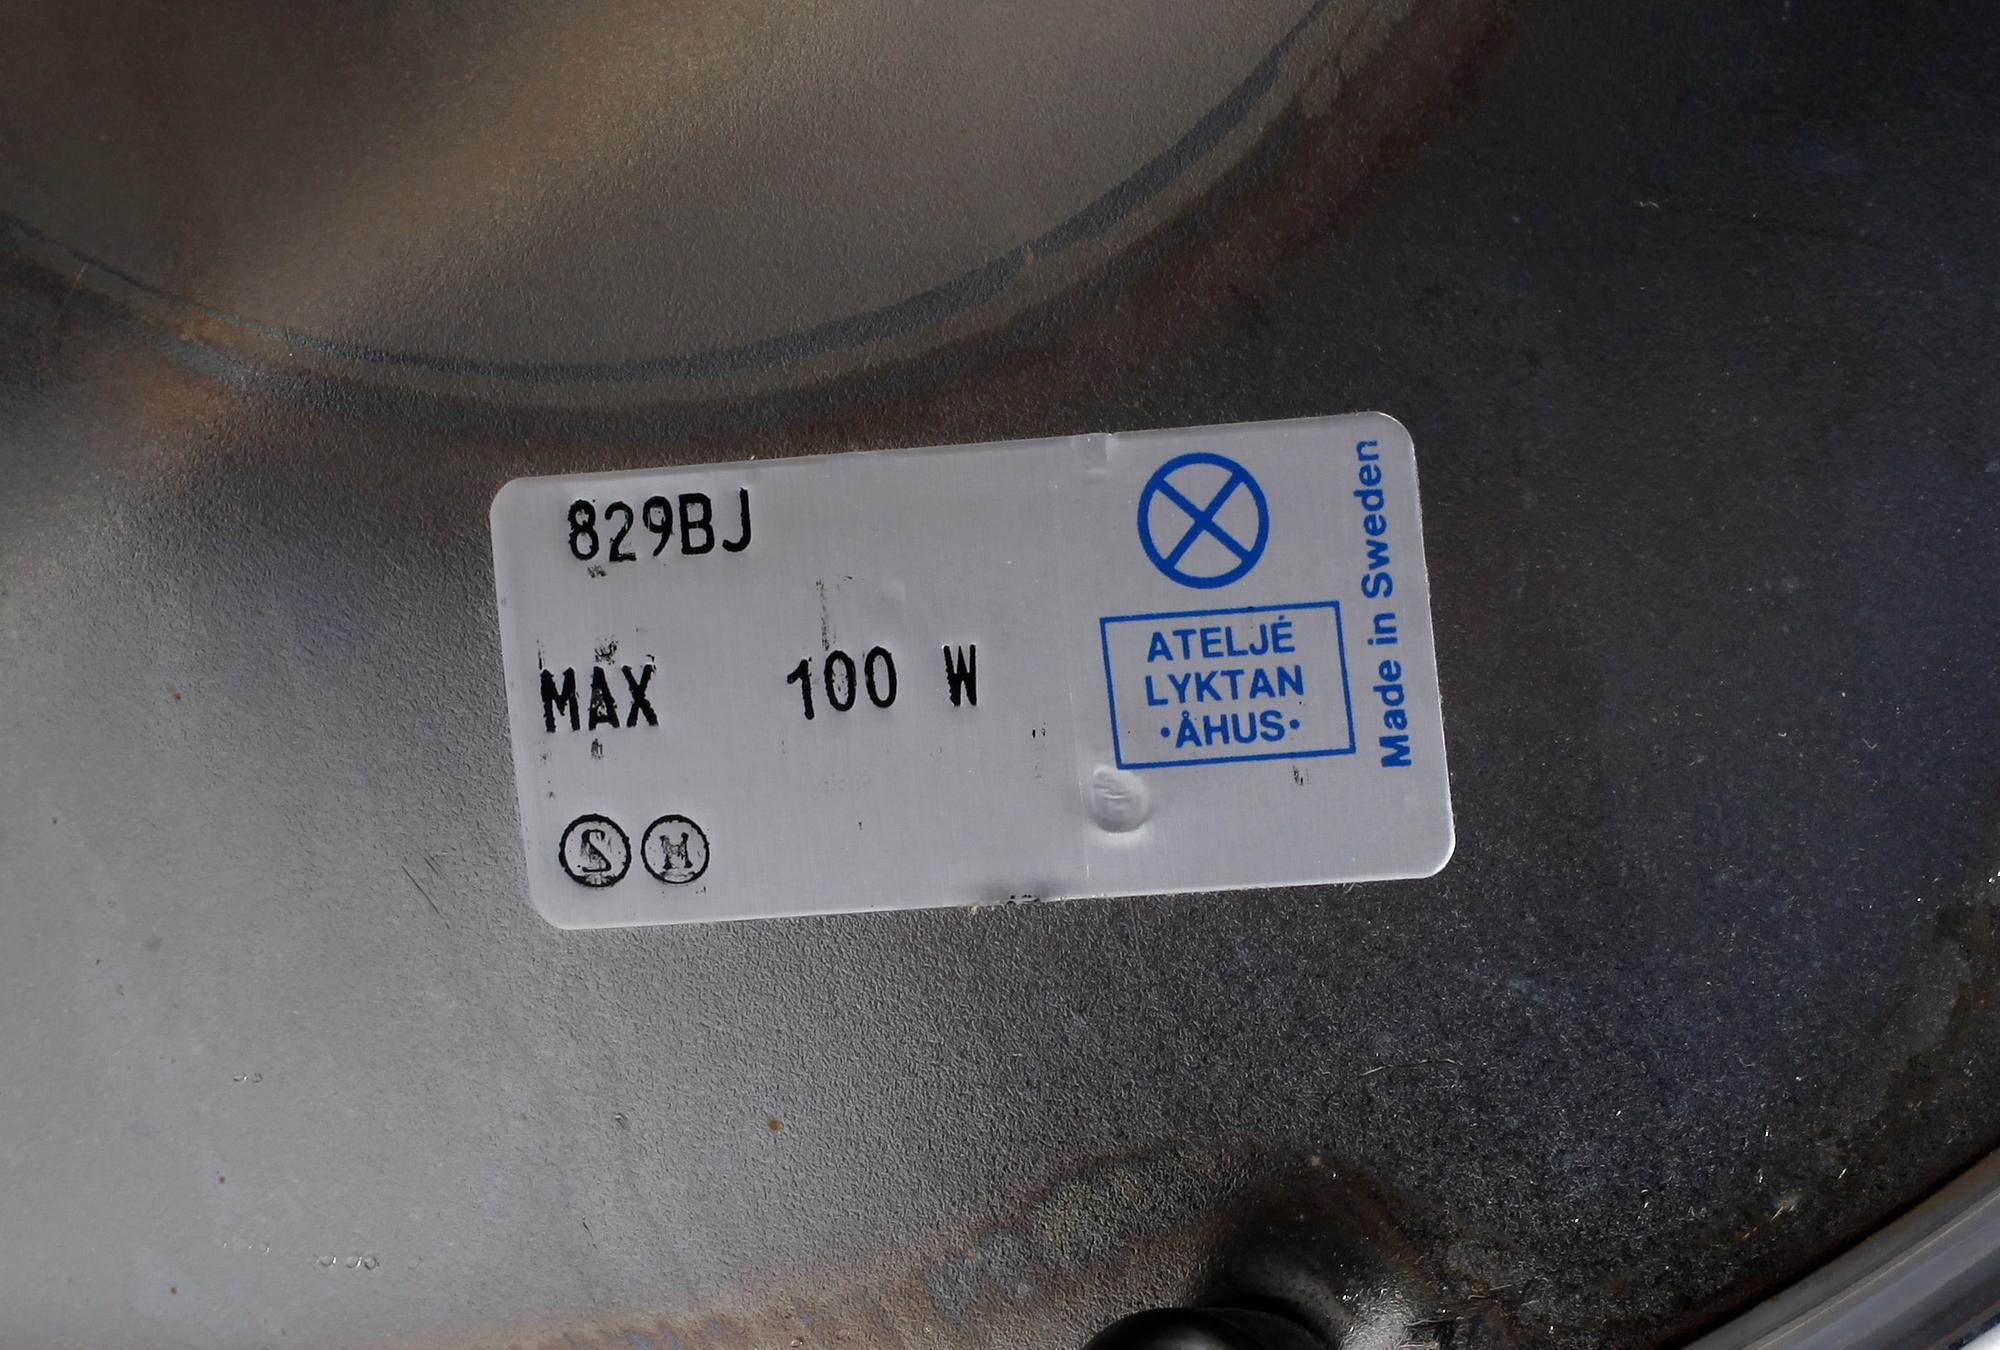 829BJ
MAX 100 W
S H
ATELJÉ
LYKTAN
·ÅHUS·
Made in Sweden